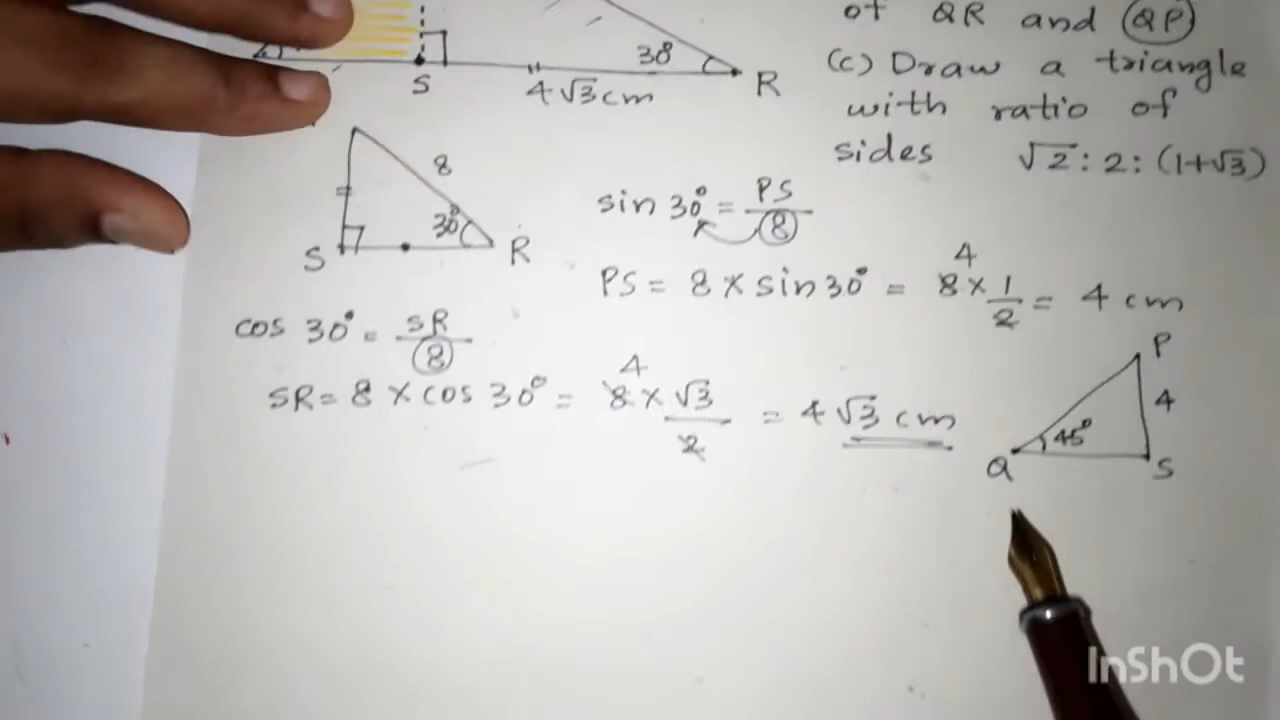 of QR and QP
(c) Draw a triangle
with ratio of
sides √2 : 2 : (1+√3)
30°
S
4√3 cm
R
8
30°
S
R
sin 30° = PS/8
PS = 8 × sin 30° = 8 × 1/2 = 4 cm
4
cos 30° = SR/8
SR = 8 × cos 30° = 8 × √3/2 = 4√3 cm
4
P
4
45°
Q
S
InShOt